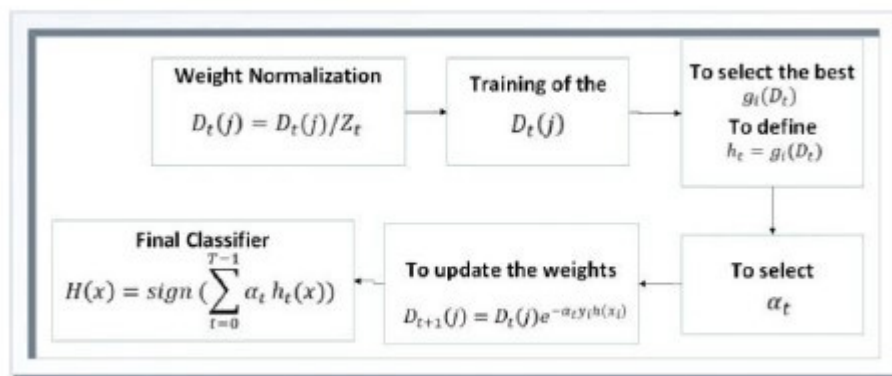 Weight Normalization
D_t(j) = D_t(j)/Z_t
Training of the
D_t(j)
To select the best
g_i(D_t)
To define
h_t = g_i(D_t)
To select
α_t
To update the weights
D_{t+1}(j) = D_t(j)e^{-α_t y_i h(x_i)}
Final Classifier
H(x) = sign (∑_{t=0}^{T-1} α_t h_t(x))